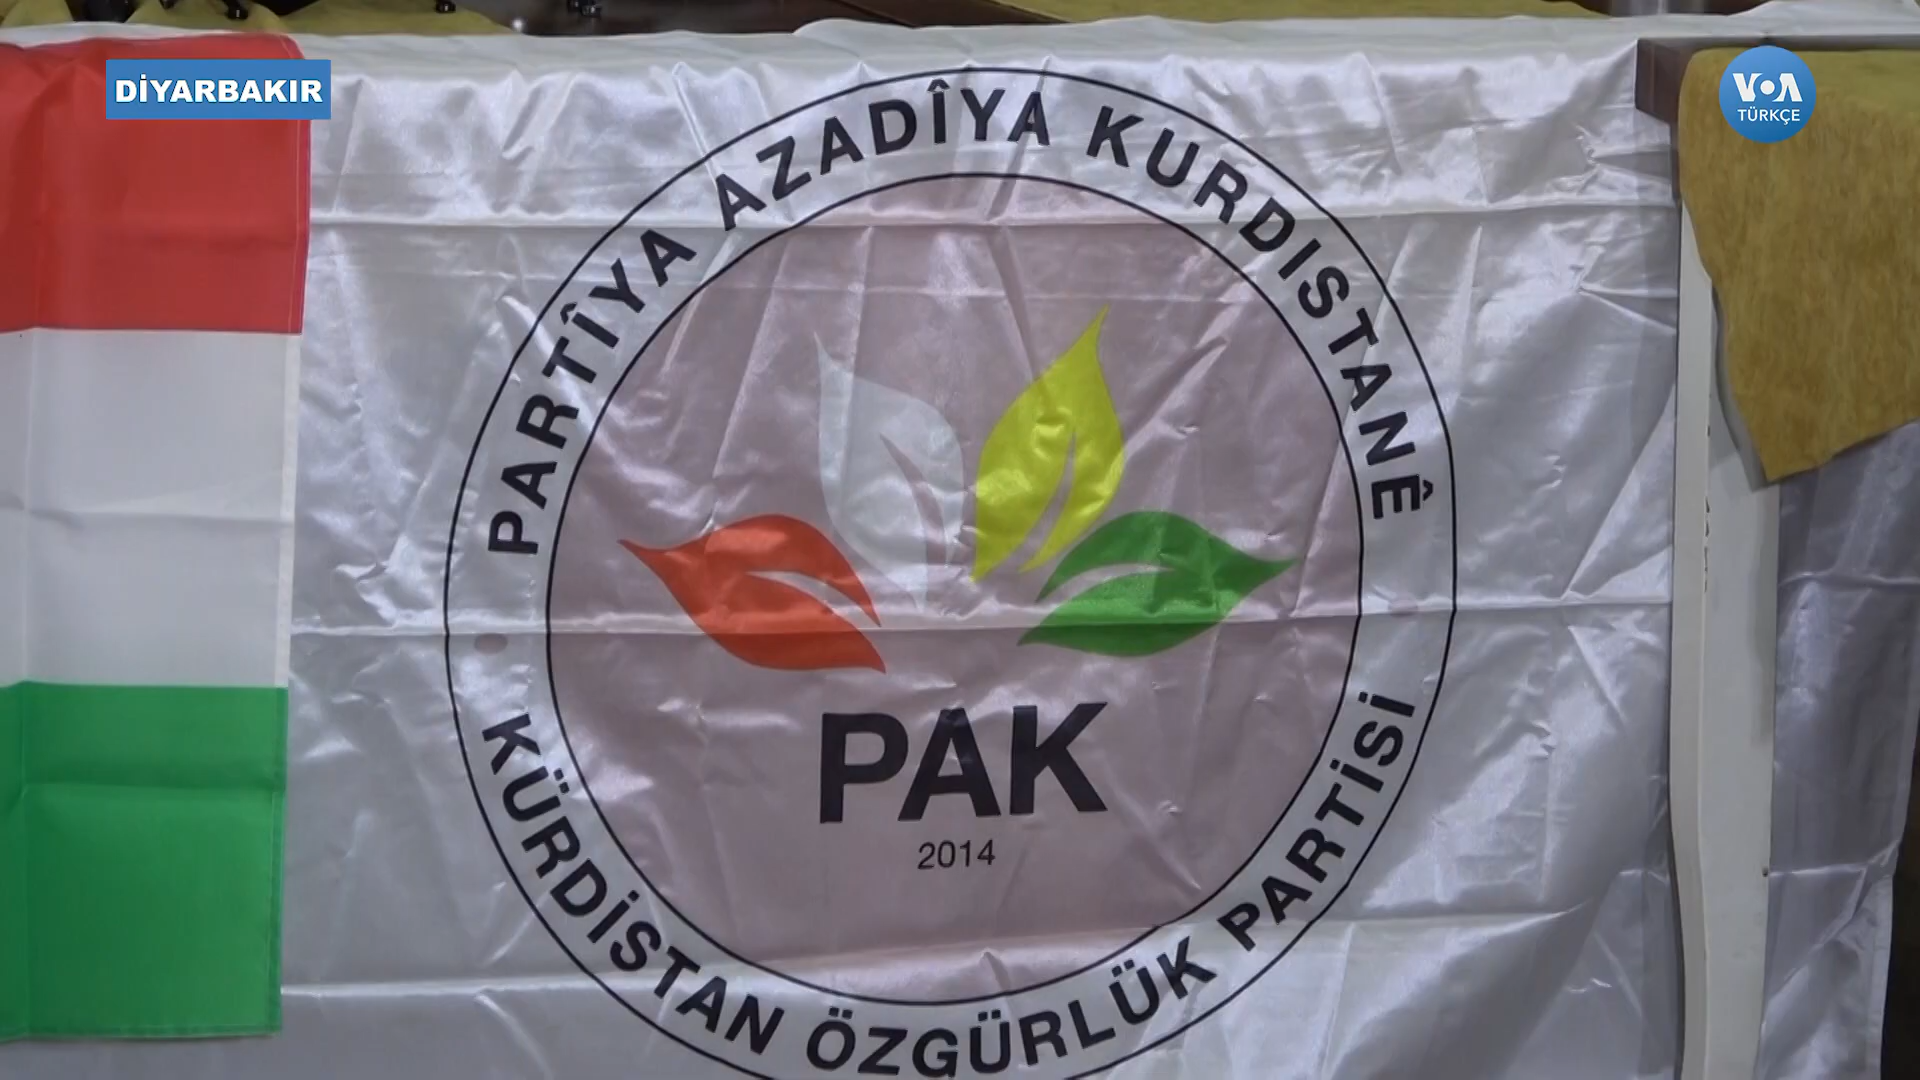 DİYARBAKIR
VOA
TÜRKÇE
PARTÎYA AZADÎYA KURDISTANÊ
PAK
2014
KÜRDİSTAN ÖZGÜRLÜK PARTİSİ